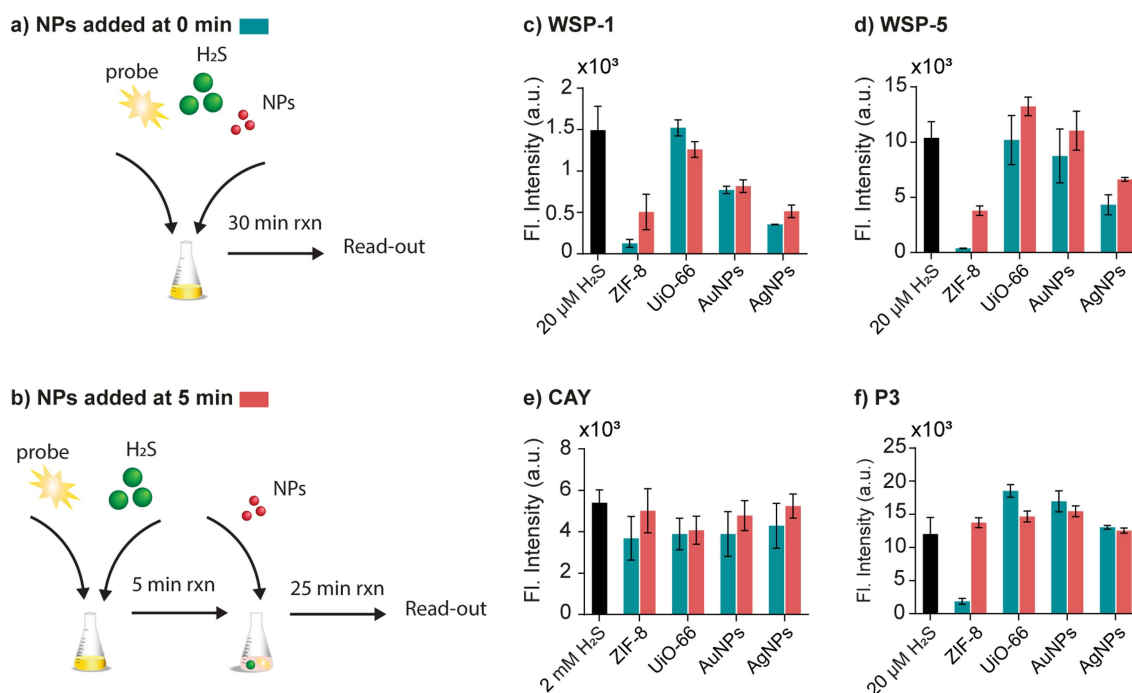 a) NPs added at 0 min
probe
H₂S
NPs
30 min rxn
Read-out
b) NPs added at 5 min
probe
H₂S
NPs
5 min rxn
25 min rxn
Read-out
c) WSP-1
x10³
Fl. Intensity (a.u.)
2
1.5
1
0.5
0
20 µM H₂S
ZIF-8
UiO-66
AuNPs
AgNPs
d) WSP-5
x10³
Fl. Intensity (a.u.)
15
10
5
0
20 µM H₂S
ZIF-8
UiO-66
AuNPs
AgNPs
e) CAY
x10³
Fl. Intensity (a.u.)
8
6
4
2
0
2 mM H₂S
ZIF-8
UiO-66
AuNPs
AgNPs
f) P3
x10³
Fl. Intensity (a.u.)
25
20
15
10
5
0
20 µM H₂S
ZIF-8
UiO-66
AuNPs
AgNPs